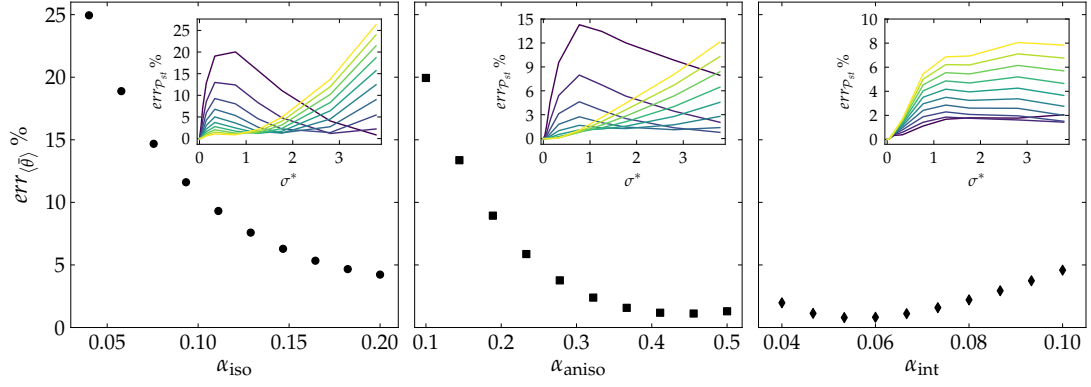 err⟨θ̄⟩ %
25
20
15
10
5
0
0.05 0.10 0.15 0.20
α_iso
err_𝒫st %
25
20
15
10
5
0
0 1 2 3
σ*
0.1 0.2 0.3 0.4 0.5
α_aniso
err_𝒫st %
15
12
9
6
3
0
0 1 2 3
σ*
0.04 0.06 0.08 0.10
α_int
err_𝒫st %
10
8
6
4
2
0
0 1 2 3
σ*